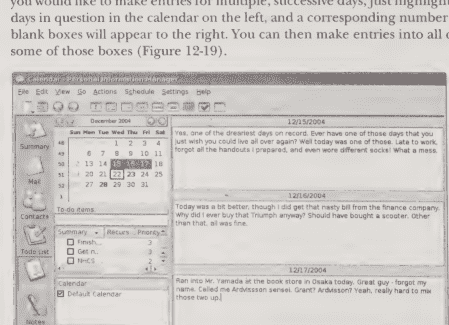 you would like to make entries for multiple, successive days, just highlight
days in question in the calendar on the left, and a corresponding number
blank boxes will appear to the right. You can then make entries into all
some of those boxes (Figure 12-19).
Calendar - Personal Information Manager
File Edit View Go Actions Schedule Settings Help
December 2004
Sun Mon Tue Wed Thu Fri Sat
48 1 2 3 4
49 6 7 8 9 10 11
50 13 14 15 16 17 18
51 20 21 22 23 24 25
52 27 28 29 30 31
To-do items:
Summary Recurs Priority
Finish...
Get n..
NHCO
Calendar
Default Calendar
Summary
Mail
Contacts
Todo List
Notes
12/15/2004
Yes, one of the dreariest days on record. Ever have one of those days that you
just wish you could live all over again? Well today was one of those. Late to work,
forgot all the handouts I prepared, and even wore different socks! What a mess.
12/16/2004
Today was a bit better, though I did get that nasty bill from the finance company.
Why did I ever buy that Triumph anyway? Should have bought a scooter. Other
than that, all was fine.
12/17/2004
Ran into Mr. Yamada at the book store in Osaka today. Great guy - forgot my
name. Called me Ardvisson sensei. Grant? Ardvisson? Yeah, really hard to mix
those two up.